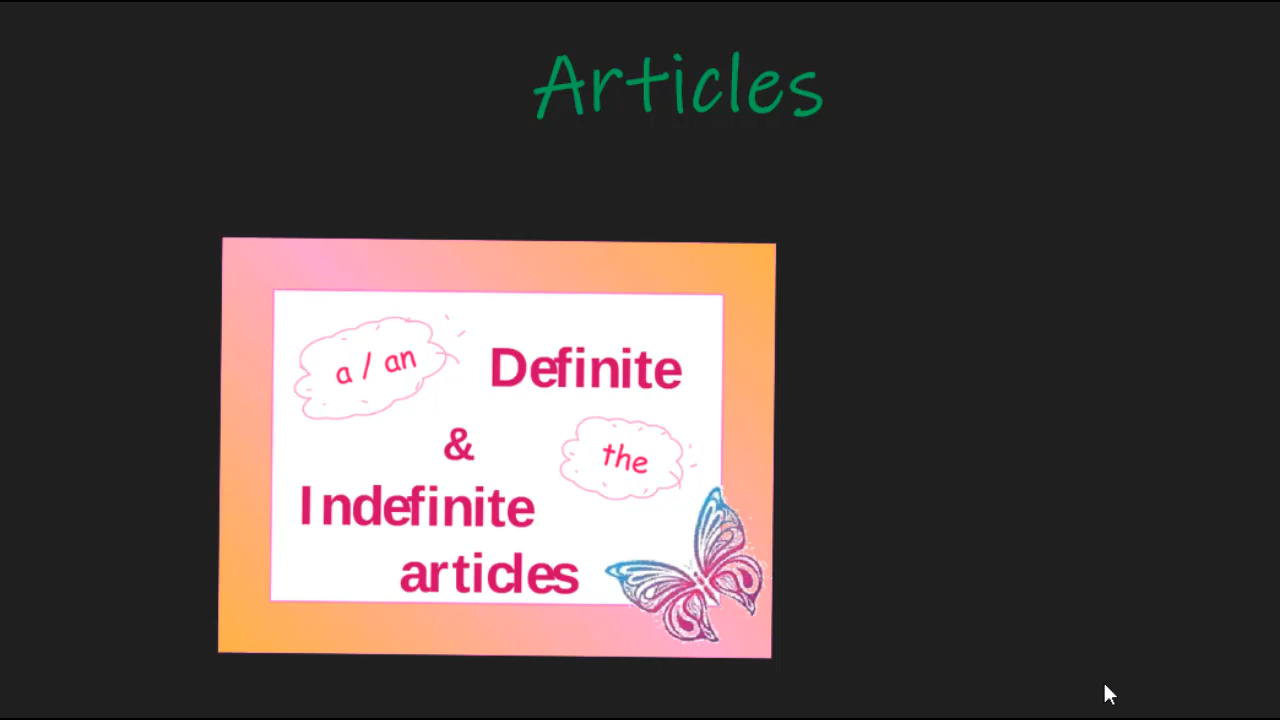 Articles
a / an
Definite
&
the
Indefinite
articles